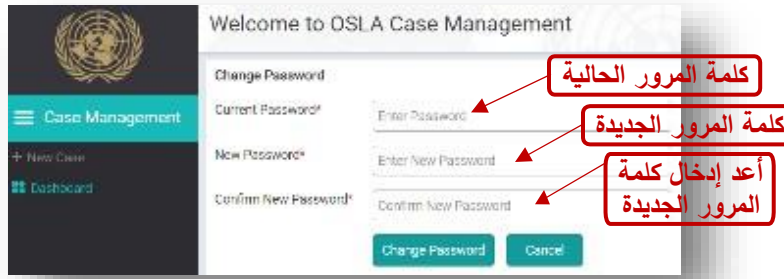 Welcome to OSLA Case Management
Change Password
كلمة المرور الحالية
Current Password*
Enter Password
Case Management
كلمة المرور الجديدة
+ New Case
New Password*
Enter New Password
Dashboard
أعد إدخال كلمة
المرور الجديدة
Confirm New Password*
Confirm New Password
Change Password
Cancel